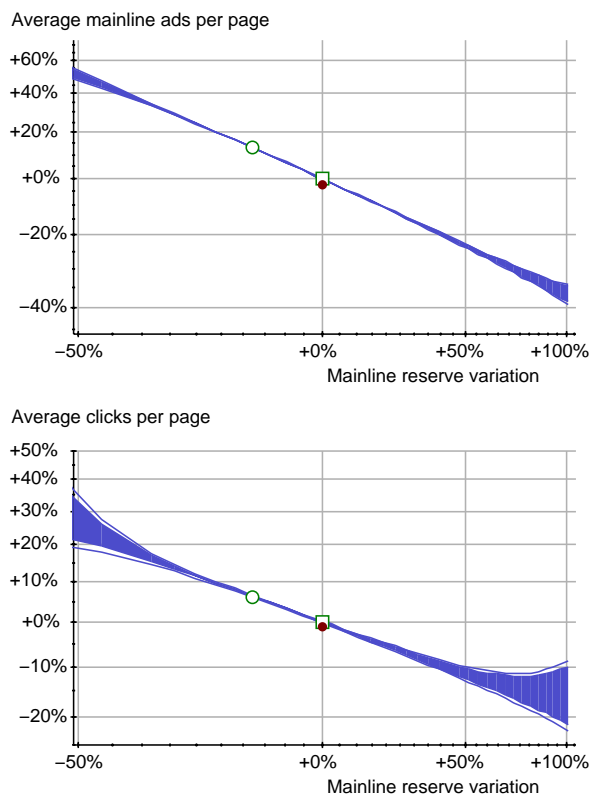 Average mainline ads per page
+60%
+40%
+20%
+0%
−20%
−40%
−50% +0% +50% +100%
Mainline reserve variation
Average clicks per page
+50%
+40%
+30%
+20%
+10%
+0%
−10%
−20%
−50% +0% +50% +100%
Mainline reserve variation